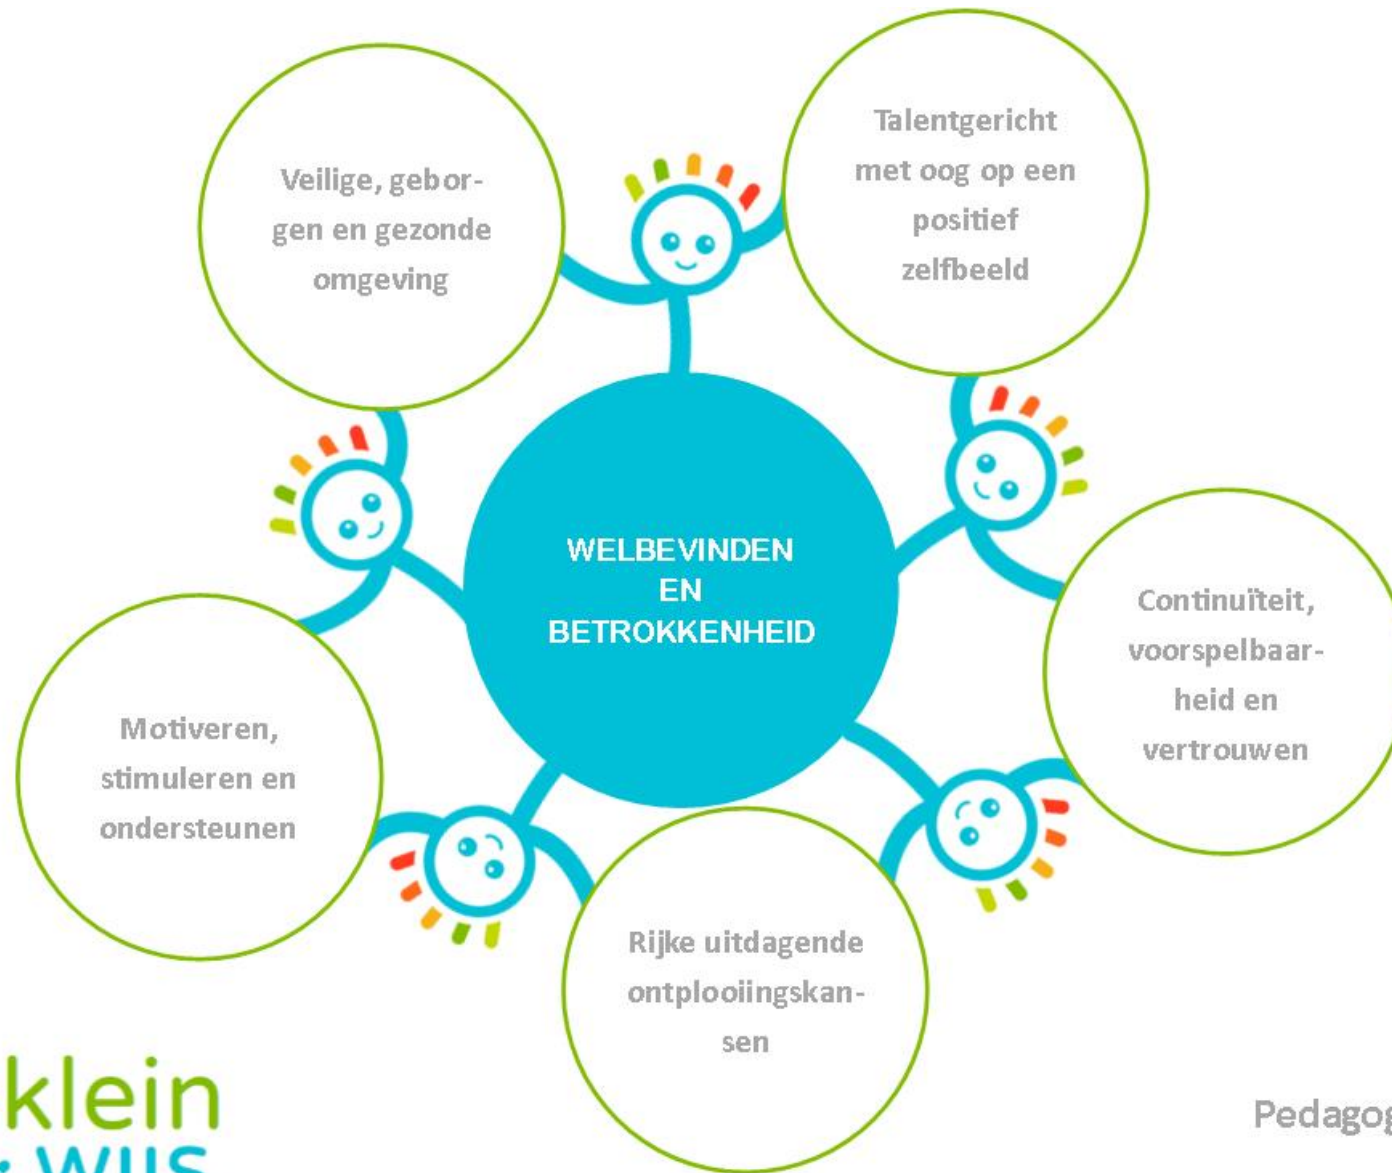 Veilige, gebor-
gen en gezonde
omgeving
Talentgericht
met oog op een
positief
zelfbeeld
WELBEVINDEN
EN
BETROKKENHEID
Continuïteit,
voorspelbaar-
heid en
vertrouwen
Motiveren,
stimuleren en
ondersteunen
Rijke uitdagende
ontplooiingskan-
sen
klein
Pedagog